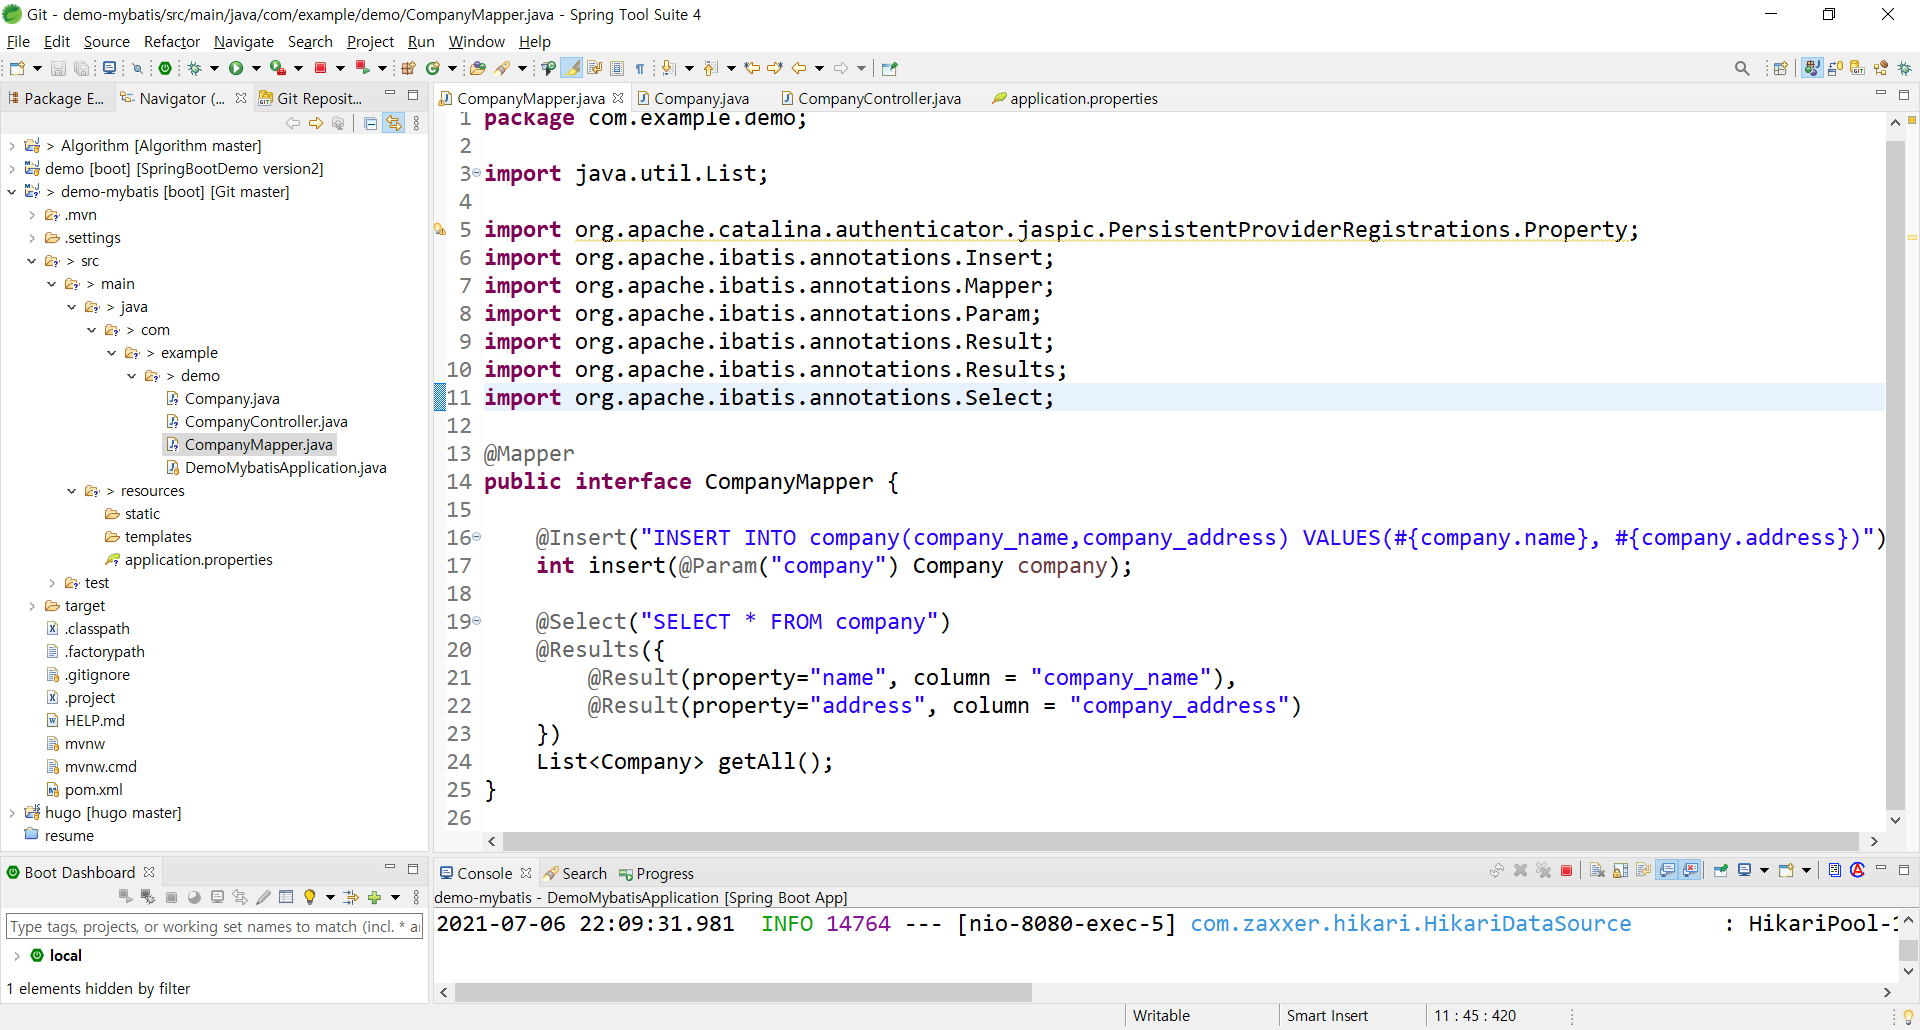 Git - demo-mybatis/src/main/java/com/example/demo/CompanyMapper.java - Spring Tool Suite 4
File Edit Source Refactor Navigate Search Project Run Window Help
Package E... Navigator (... Git Reposit...
> Algorithm [Algorithm master]
demo [boot] [SpringBootDemo version2]
> demo-mybatis [boot] [Git master]
.mvn
.settings
> src
> main
> java
> com
> example
> demo
Company.java
CompanyController.java
CompanyMapper.java
DemoMybatisApplication.java
> resources
static
templates
application.properties
test
target
.classpath
.factorypath
.gitignore
.project
HELP.md
mvnw
mvnw.cmd
pom.xml
hugo [hugo master]
resume
CompanyMapper.java Company.java CompanyController.java application.properties
1 package com.example.demo;
2
3 import java.util.List;
4
5 import org.apache.catalina.authenticator.jaspic.PersistentProviderRegistrations.Property;
6 import org.apache.ibatis.annotations.Insert;
7 import org.apache.ibatis.annotations.Mapper;
8 import org.apache.ibatis.annotations.Param;
9 import org.apache.ibatis.annotations.Result;
10 import org.apache.ibatis.annotations.Results;
11 import org.apache.ibatis.annotations.Select;
12
13 @Mapper
14 public interface CompanyMapper {
15
16 @Insert("INSERT INTO company(company_name,company_address) VALUES(#{company.name}, #{company.address})")
17 int insert(@Param("company") Company company);
18
19 @Select("SELECT * FROM company")
20 @Results({
21 @Result(property="name", column = "company_name"),
22 @Result(property="address", column = "company_address")
23 })
24 List<Company> getAll();
25 }
26
Boot Dashboard
Type tags, projects, or working set names to match (incl. * a
local
1 elements hidden by filter
Console Search Progress
demo-mybatis - DemoMybatisApplication [Spring Boot App]
2021-07-06 22:09:31.981 INFO 14764 --- [nio-8080-exec-5] com.zaxxer.hikari.HikariDataSource : HikariPool-1
Writable Smart Insert 11 : 45 : 420